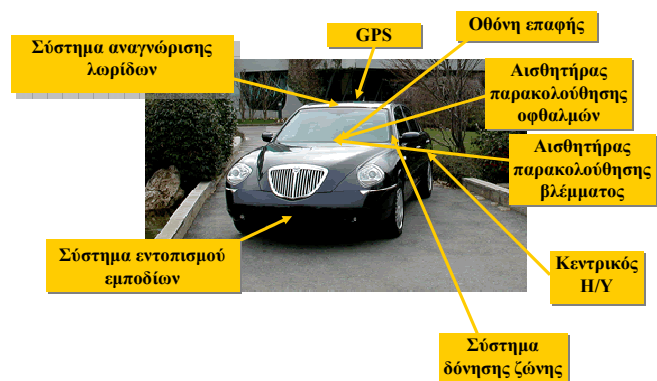 GPS
Οθόνη επαφής
Σύστημα αναγνώρισης
λωρίδων
Αισθητήρας
παρακολούθησης
οφθαλμών
Αισθητήρας
παρακολούθησης
βλέμματος
Σύστημα εντοπισμού
εμποδίων
Κεντρικός
Η/Υ
Σύστημα
δόνησης ζώνης